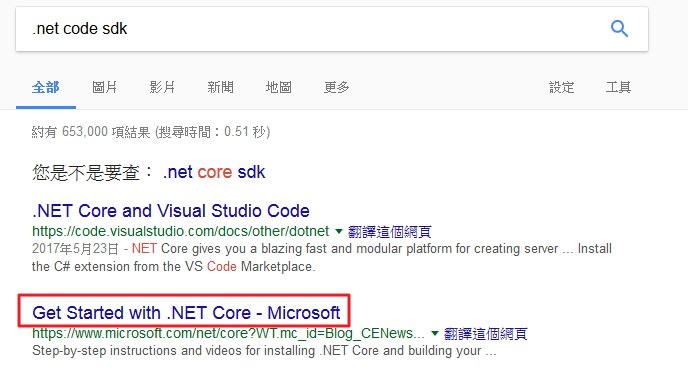 .net code sdk
全部 圖片 影片 新聞 地圖 更多 設定 工具
約有 653,000 項結果 (搜尋時間：0.51 秒)
您是不是要查： .net core sdk
.NET Core and Visual Studio Code
https://code.visualstudio.com/docs/other/dotnet ▼ 翻譯這個網頁
2017年5月23日 - NET Core gives you a blazing fast and modular platform for creating server ... Install
the C# extension from the VS Code Marketplace.
Get Started with .NET Core - Microsoft
https://www.microsoft.com/net/core?WT.mc_id=Blog_CENews... ▼ 翻譯這個網頁
Step-by-step instructions and videos for installing .NET Core and building your ...